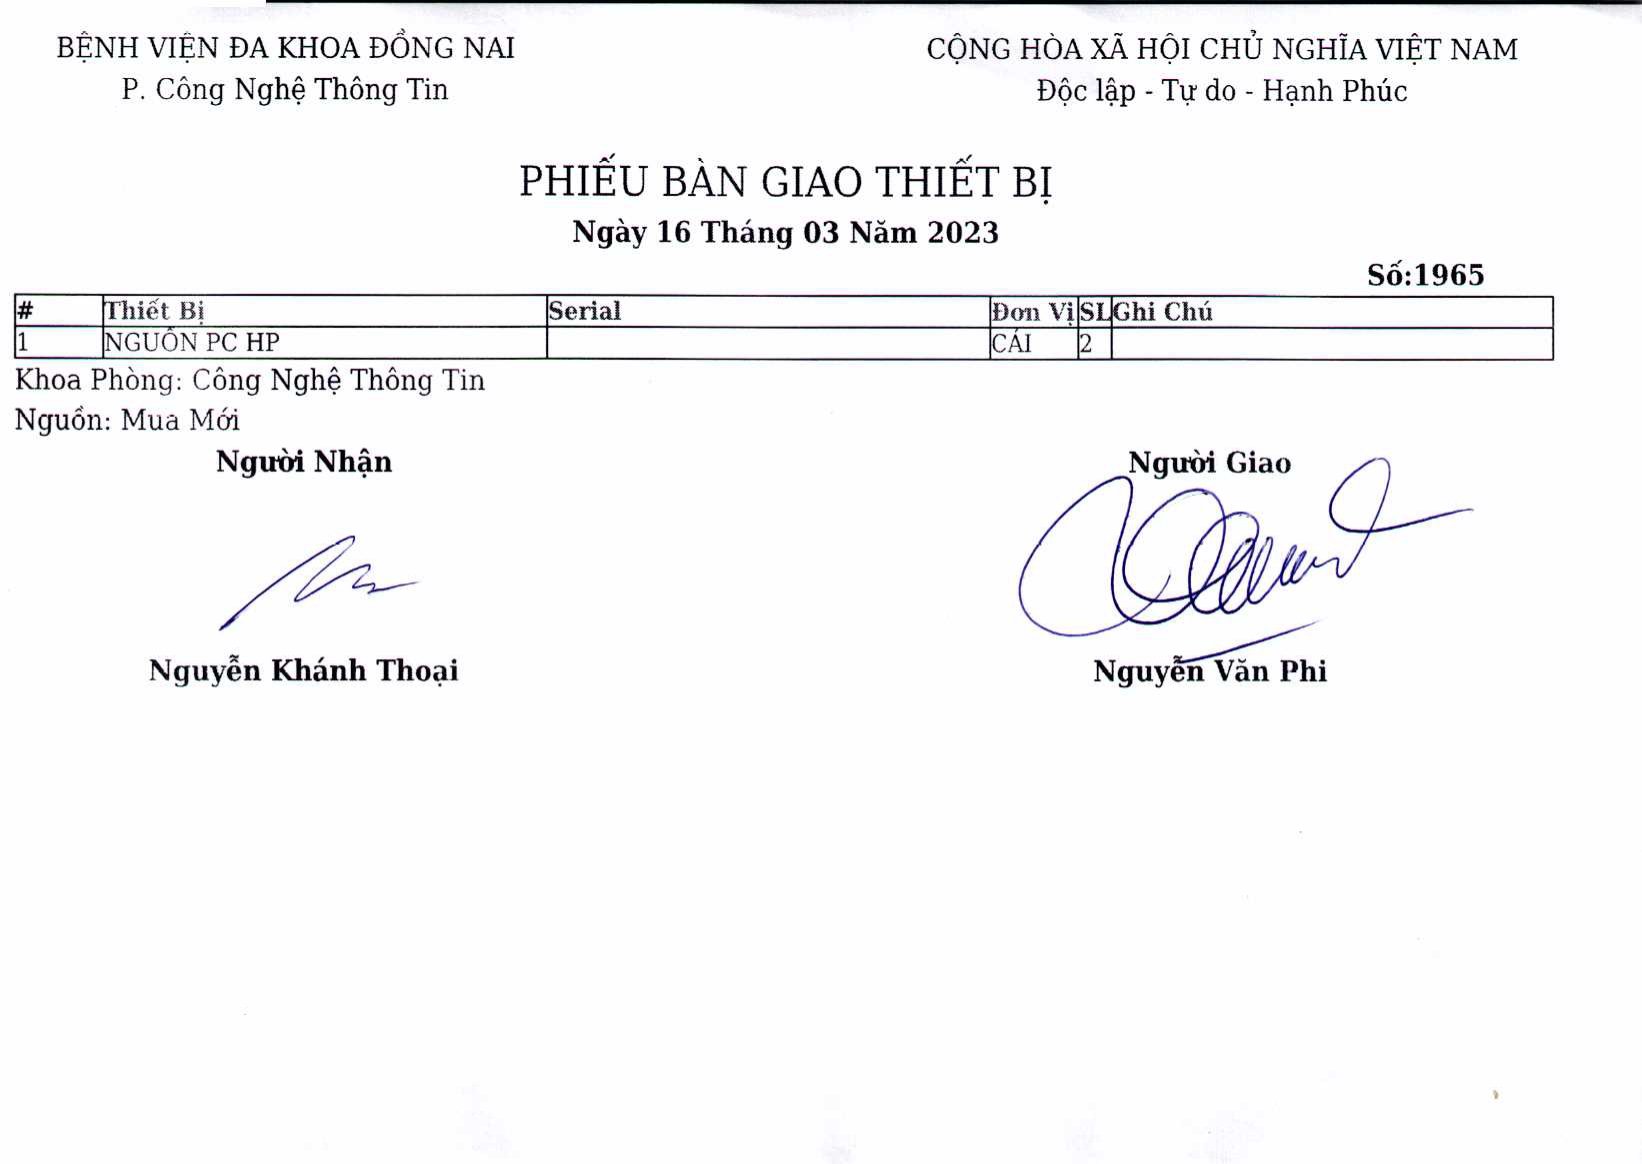 BỆNH VIỆN ĐA KHOA ĐỒNG NAI
P. Công Nghệ Thông Tin
CỘNG HÒA XÃ HỘI CHỦ NGHĨA VIỆT NAM
Độc lập - Tự do - Hạnh Phúc
PHIẾU BÀN GIAO THIẾT BỊ
Ngày 16 Tháng 03 Năm 2023
Số:1965
# Thiết Bị Serial Đơn Vị SL Ghi Chú
1 NGUỒN PC HP CÁI 2
Khoa Phòng: Công Nghệ Thông Tin
Nguồn: Mua Mới
Người Nhận Người Giao
Nguyễn Khánh Thoại Nguyễn Văn Phi